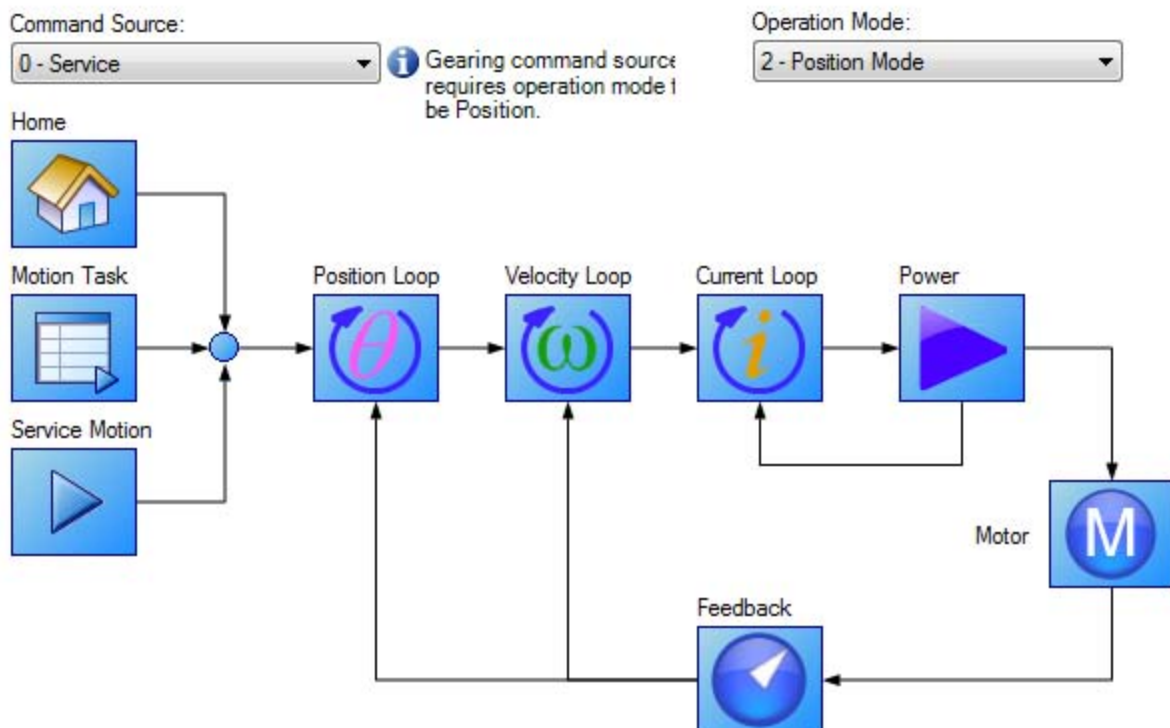 Command Source:
Operation Mode:
0 - Service
2 - Position Mode
Gearing command source
requires operation mode
be Position.
Home
Motion Task
Position Loop
Velocity Loop
Current Loop
Power
θ
ω
i
Service Motion
Motor
M
Feedback